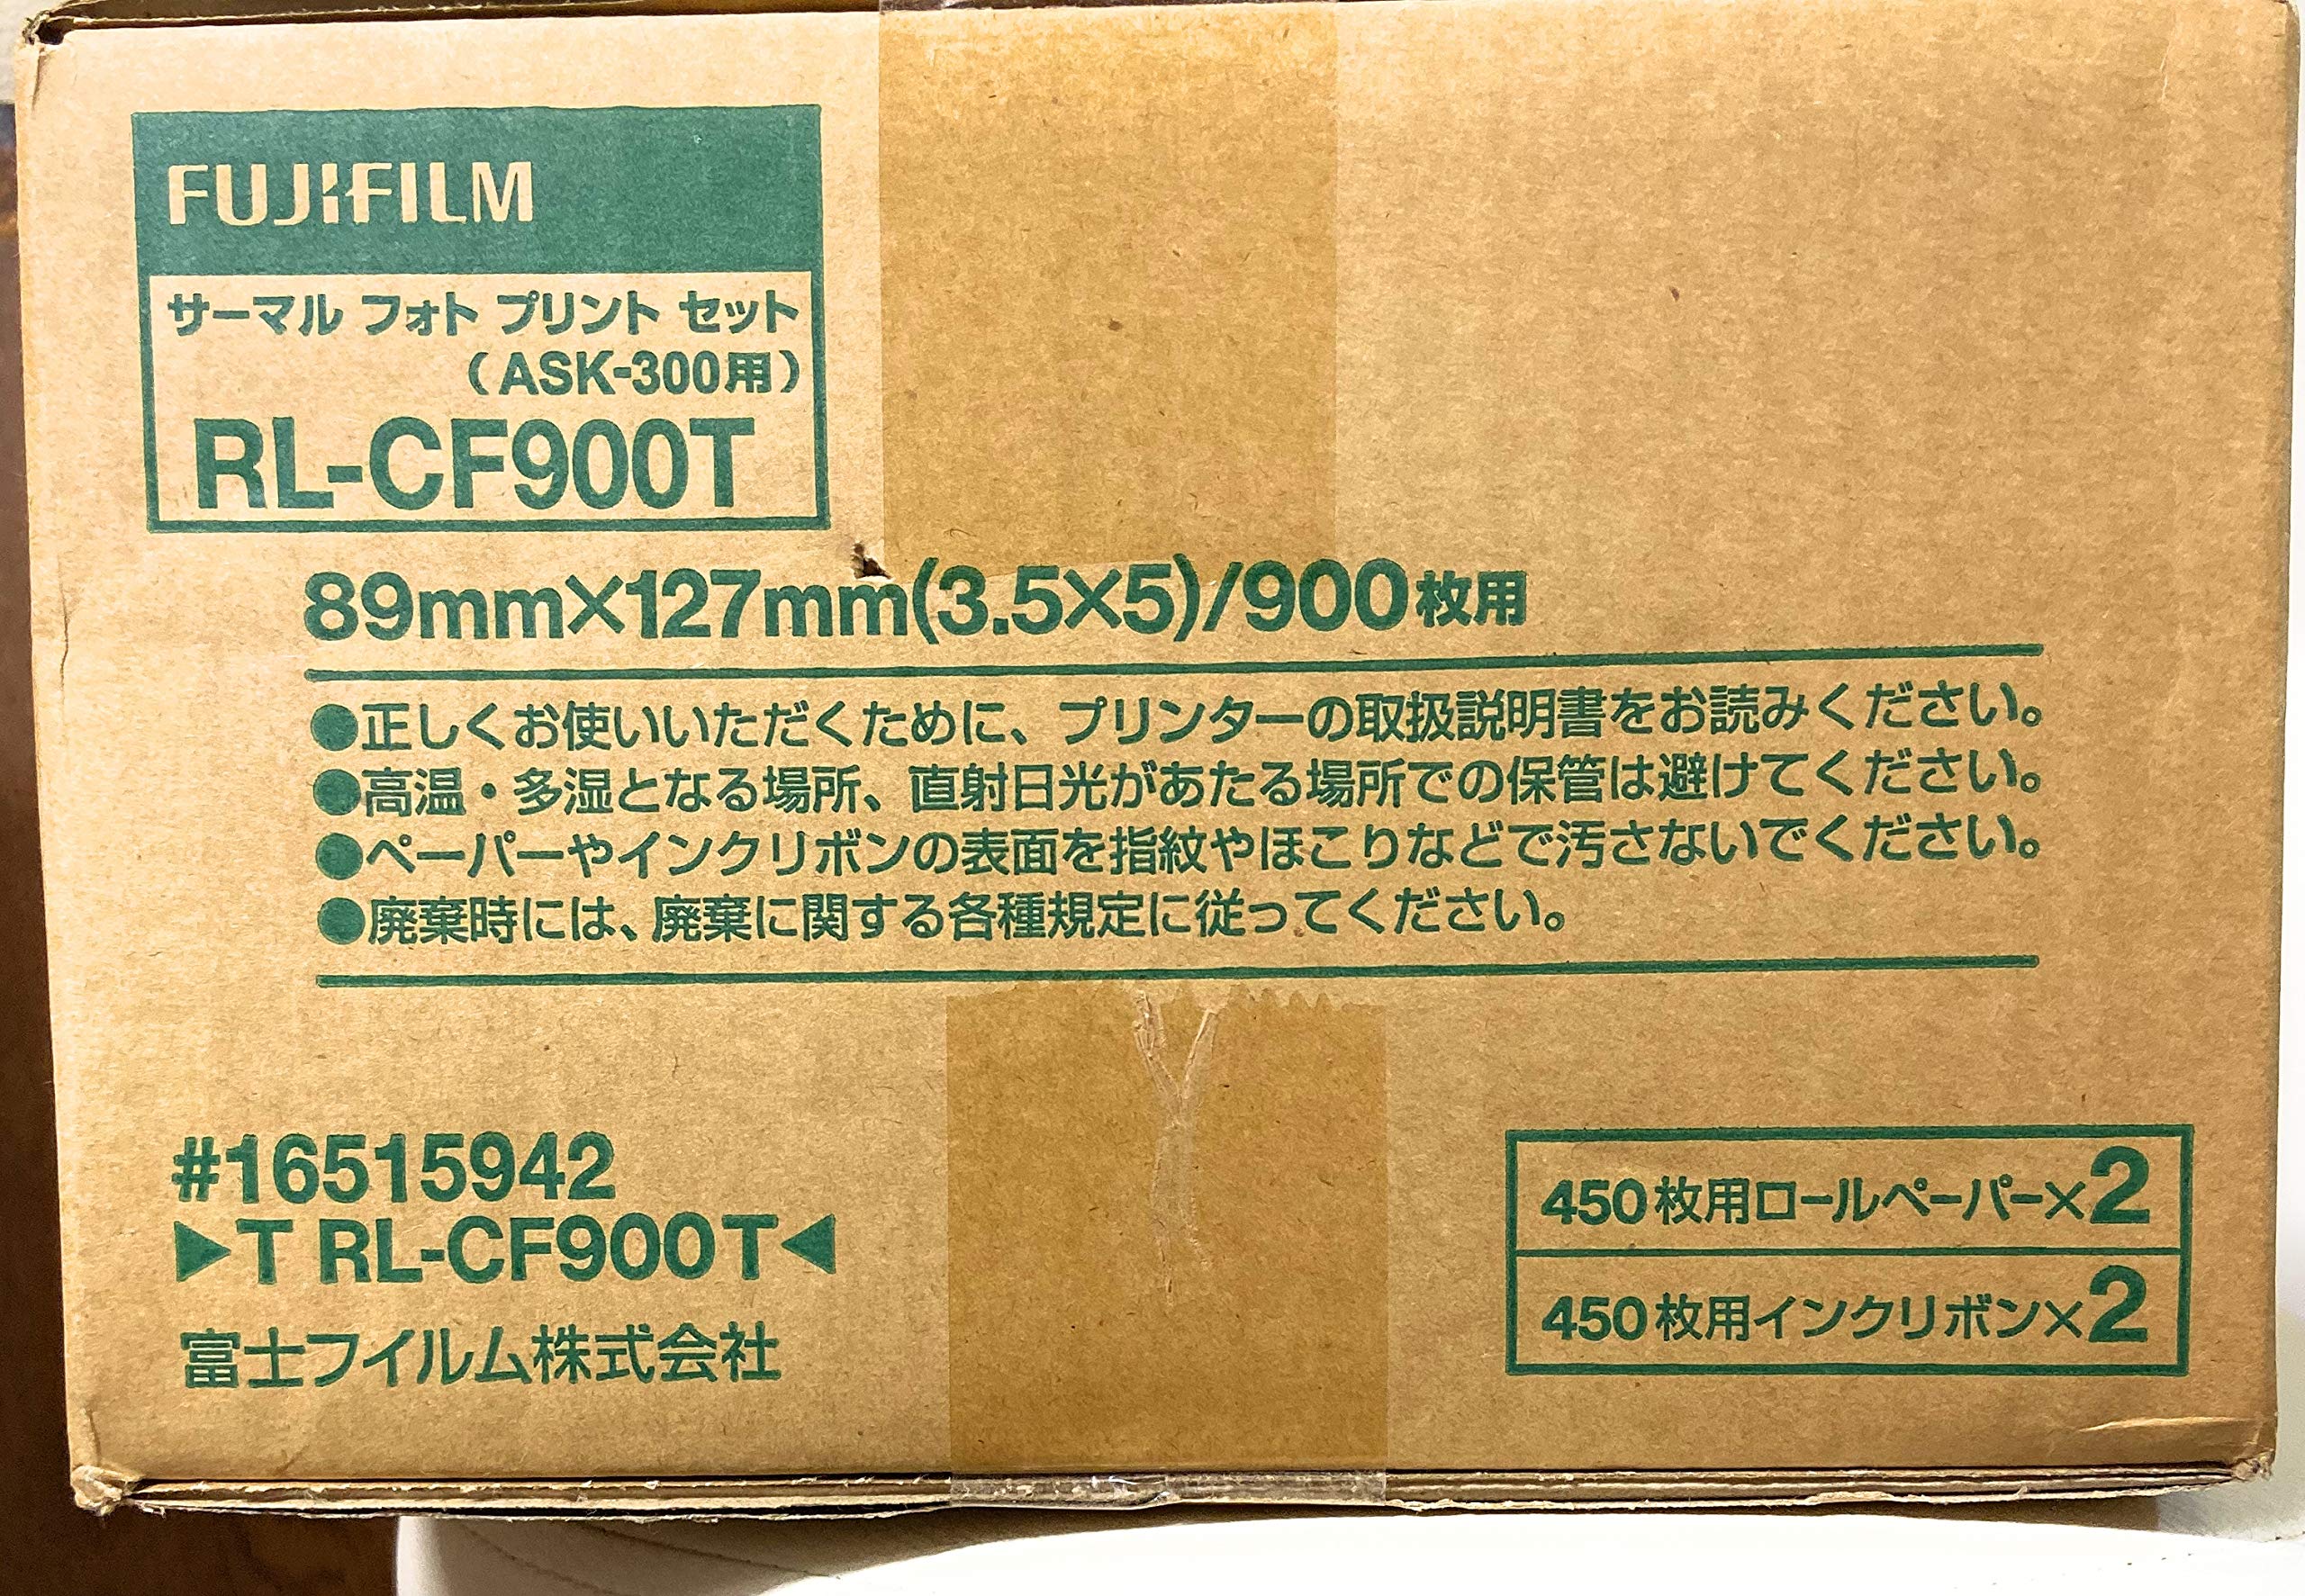 FUJIFILM
サーマル フォト プリント セット
（ASK-300用）
RL-CF900T
89mm×127mm(3.5×5)/900枚用
●正しくお使いいただくために、プリンターの取扱説明書をお読みください。
●高温・多湿となる場所、直射日光があたる場所での保管は避けてください。
●ペーパーやインクリボンの表面を指紋やほこりなどで汚さないでください。
●廃棄時には、廃棄に関する各種規定に従ってください。
#16515942
▶T RL-CF900T◀
富士フイルム株式会社
450枚用ロールペーパー×2
450枚用インクリボン×2